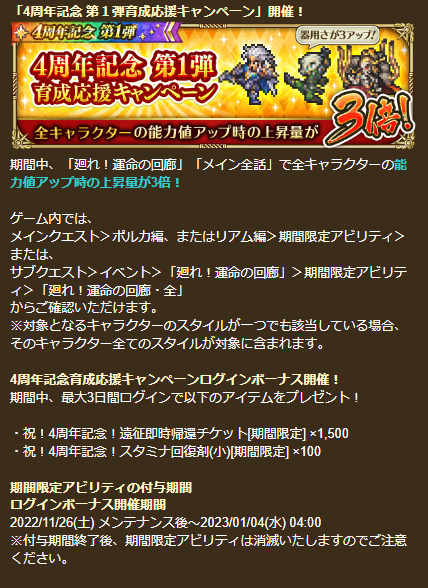 「4周年記念 第１弾育成応援キャンペーン」開催！
4周年記念 第1弾
4周年記念 第1弾
育成応援キャンペーン
器用さが3アップ!
全キャラクターの能力値アップ時の上昇量が
3倍!
期間中、「廻れ！運命の回廊」「メイン全話」で全キャラクターの能
力値アップ時の上昇量が3倍！
ゲーム内では、
メインクエスト＞ポルカ編、またはリアム編＞期間限定アビリティ＞
または、
サブクエスト＞イベント＞「廻れ！運命の回廊」＞期間限定アビリテ
ィ＞「廻れ！運命の回廊・全」
からご確認いただけます。
※対象となるキャラクターのスタイルが一つでも該当している場合、
そのキャラクター全てのスタイルが対象に含まれます。
4周年記念育成応援キャンペーンログインボーナス開催！
期間中、最大3日間ログインで以下のアイテムをプレゼント！
・祝！4周年記念！遠征即時帰還チケット[期間限定] ×1,500
・祝！4周年記念！スタミナ回復剤(小)[期間限定] ×100
期間限定アビリティの付与期間
ログインボーナス開催期間
2022/11/26(土) メンテナンス後～2023/01/04(水) 04:00
※付与期間終了後、期間限定アビリティは消滅いたしますのでご注意
ください。